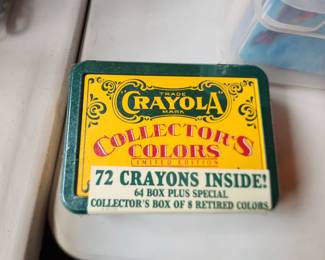 TRADE
CRAYOLA
MARK
COLLECTOR'S
COLORS
LIMITED EDITION
72 CRAYONS INSIDE!
64 BOX PLUS SPECIAL
COLLECTOR'S BOX OF 8 RETIRED COLORS